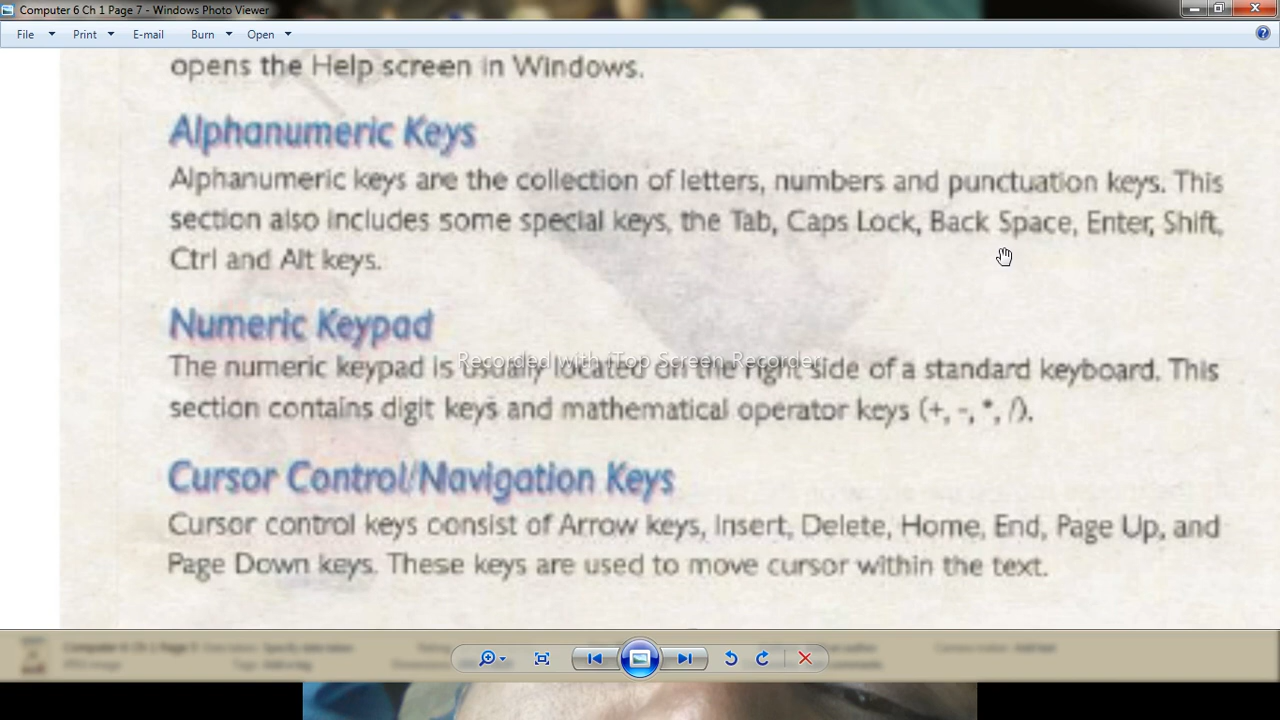 Computer 6 Ch 1 Page 7 - Windows Photo Viewer
File Print E-mail Burn Open
opens the Help screen in Windows.
Alphanumeric Keys
Alphanumeric keys are the collection of letters, numbers and punctuation keys. This
section also includes some special keys, the Tab, Caps Lock, Back Space, Enter, Shift,
Ctrl and Alt keys.
Numeric Keypad
The numeric keypad is usually located on the right side of a standard keyboard. This
Recorded with iTop Screen Recorder
section contains digit keys and mathematical operator keys (+, -, *, /).
Cursor Control/Navigation Keys
Cursor control keys consist of Arrow keys, Insert, Delete, Home, End, Page Up, and
Page Down keys. These keys are used to move cursor within the text.